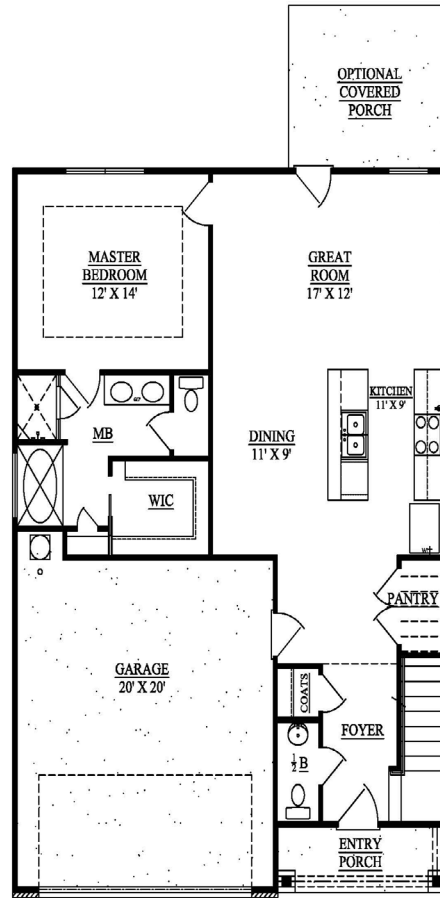 OPTIONAL
COVERED
PORCH
MASTER
BEDROOM
12' X 14'
GREAT
ROOM
17' X 12'
KITCHEN
11' X 9'
MB
DINING
11' X 9'
WIC
PANTRY
GARAGE
20' X 20'
COATS
FOYER
½B
ENTRY
PORCH